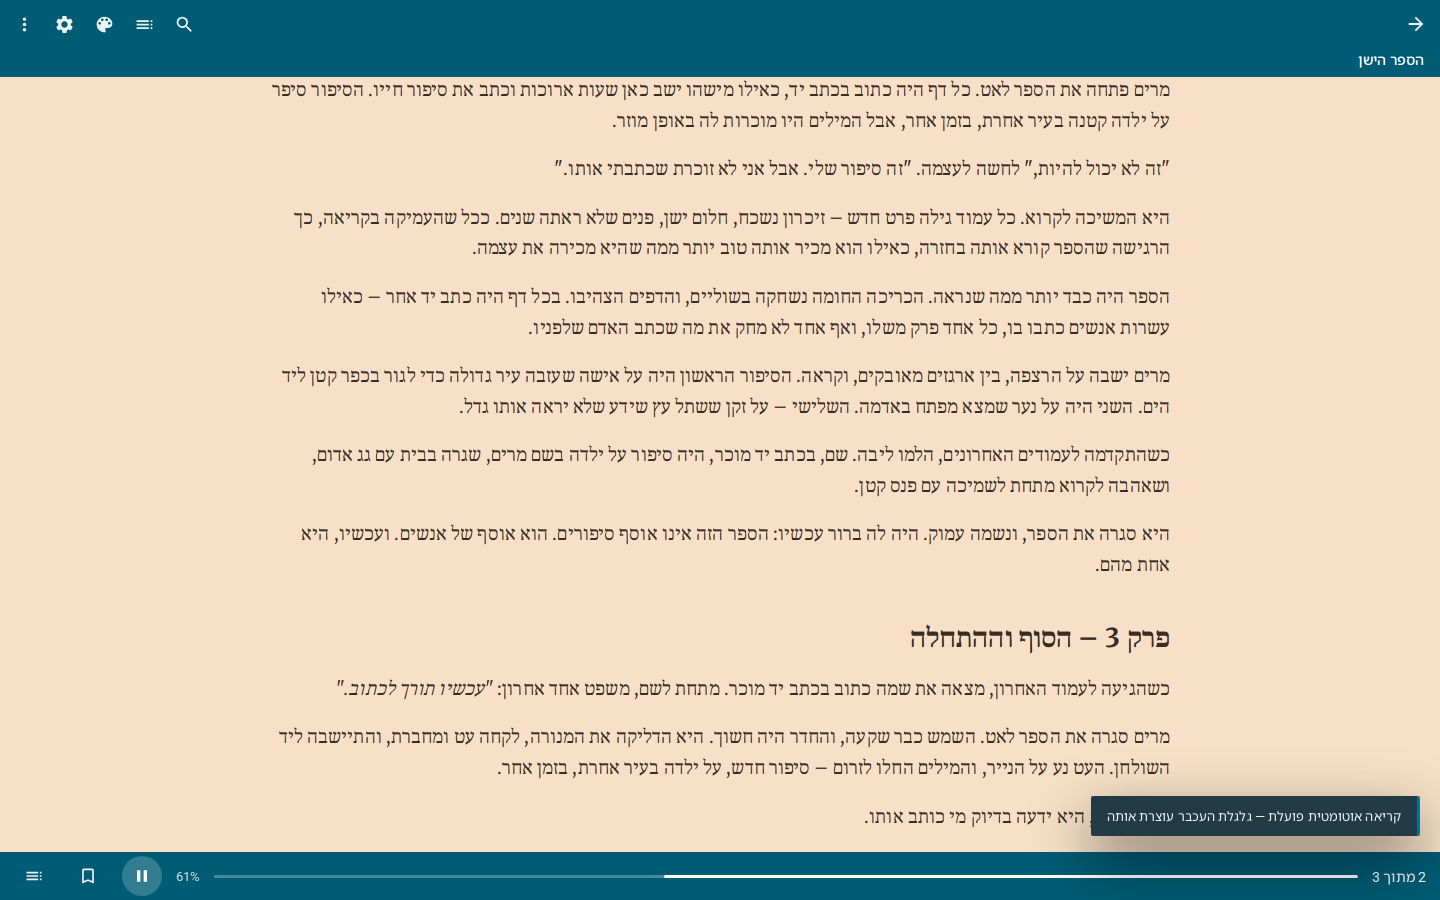 הספר הישן
מרים פתחה את הספר לאט. כל דף היה כתוב בכתב יד, כאילו מישהו ישב כאן שעות ארוכות וכתב את סיפור חייו. הסיפור סיפר
על ילדה קטנה בעיר אחרת, בזמן אחר, אבל המילים היו מוכרות לה באופן מוזר.
"זה לא יכול להיות," לחשה לעצמה. "זה סיפור שלי. אבל אני לא זוכרת שכתבתי אותו."
היא המשיכה לקרוא. כל עמוד גילה פרט חדש – זיכרון נשכח, חלום ישן, פנים שלא ראתה שנים. ככל שהעמיקה בקריאה, כך
הרגישה שהספר קורא אותה בחזרה, כאילו הוא מכיר אותה טוב יותר ממה שהיא מכירה את עצמה.
הספר היה כבד יותר ממה שנראה. הכריכה החומה נשחקה בשוליים, והדפים הצהיבו. בכל דף היה כתב יד אחר – כאילו
עשרות אנשים כתבו בו, כל אחד פרק משלו, ואף אחד לא מחק את מה שכתב האדם שלפניו.
מרים ישבה על הרצפה, בין ארגזים מאובקים, וקראה. הסיפור הראשון היה על אישה שעזבה עיר גדולה כדי לגור בכפר קטן ליד
הים. השני היה על נער שמצא מפתח באדמה. השלישי – על זקן ששתל עץ שידע שלא יראה אותו גדל.
כשהתקדמה לעמודים האחרונים, הלמו ליבה. שם, בכתב יד מוכר, היה סיפור על ילדה בשם מרים, שגרה בבית עם גג אדום,
ושאהבה לקרוא מתחת לשמיכה עם פנס קטן.
היא סגרה את הספר, ונשמה עמוק. היה לה ברור עכשיו: הספר הזה אינו אוסף סיפורים. הוא אוסף של אנשים. ועכשיו, היא
אחת מהם.
פרק 3 – הסוף וההתחלה
כשהגיעה לעמוד האחרון, מצאה את שמה כתוב בכתב יד מוכר. מתחת לשם, משפט אחד אחרון: "עכשיו תורך לכתוב."
מרים סגרה את הספר לאט. השמש כבר שקעה, והחדר היה חשוך. היא הדליקה את המנורה, לקחה עט ומחברת, והתיישבה ליד
השולחן. העט נע על הנייר, והמילים החלו לזרום – סיפור חדש, על ילדה בעיר אחרת, בזמן אחר.
, היא ידעה בדיוק מי כותב אותו.
קריאה אוטומטית פועלת – גלגלת העכבר עוצרת אותה
2 מתוך 3
61%